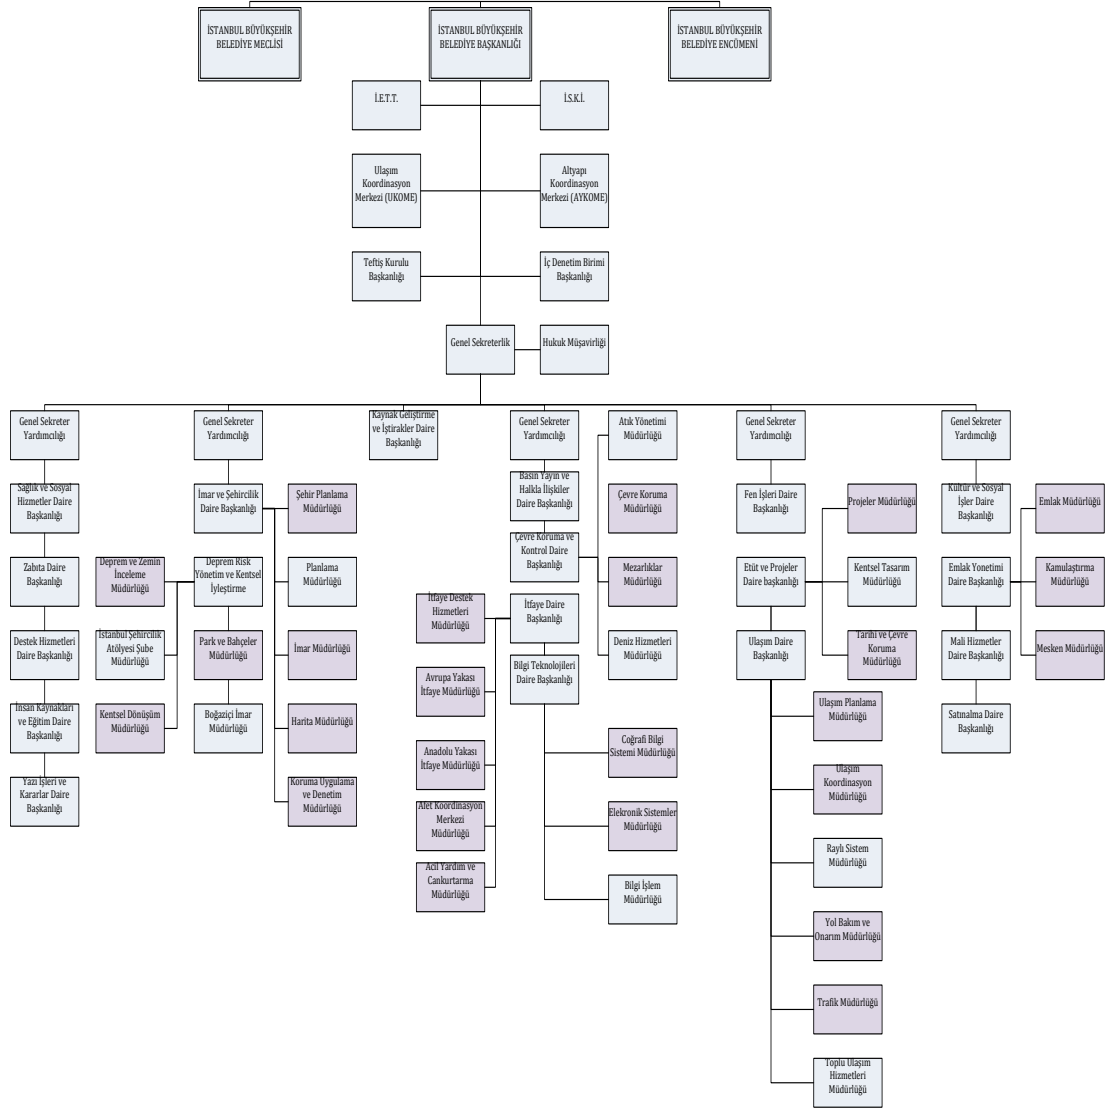 İSTANBUL BÜYÜKŞEHİR
BELEDİYE MECLİSİ
İSTANBUL BÜYÜKŞEHİR
BELEDİYE BAŞKANLIĞI
İSTANBUL BÜYÜKŞEHİR
BELEDİYE ENCÜMENİ
İ.E.T.T.
İ.S.K.İ.
Ulaşım
Koordinasyon
Merkezi (UKOME)
Altyapı
Koordinasyon
Merkezi (AYKOME)
Teftiş Kurulu
Başkanlığı
İç Denetim Birimi
Başkanlığı
Genel Sekreterlik
Hukuk Müşavirliği
Genel Sekreter
Yardımcılığı
Sağlık ve Sosyal
Hizmetler Daire
Başkanlığı
Zabıta Daire
Başkanlığı
Destek Hizmetleri
Daire Başkanlığı
İnsan Kaynakları
ve Eğitim Daire
Başkanlığı
Yazı İşleri ve
Kararlar Daire
Başkanlığı
Genel Sekreter
Yardımcılığı
İmar ve Şehircilik
Daire Başkanlığı
Deprem Risk
Yönetim ve Kentsel
İyleştirme
Park ve Bahçeler
Müdürlüğü
Boğaziçi İmar
Müdürlüğü
Deprem ve Zemin
İnceleme
Müdürlüğü
İstanbul Şehircilik
Atölyesi Şube
Müdürlüğü
Kentsel Dönüşüm
Müdürlüğü
Şehir Planlama
Müdürlüğü
Planlama
Müdürlüğü
İmar Müdürlüğü
Harita Müdürlüğü
Koruma Uygulama
ve Denetim
Müdürlüğü
Kaynak Geliştirme
ve İştirakler Daire
Başkanlığı
Genel Sekreter
Yardımcılığı
Basın Yayın ve
Halkla İlişkiler
Daire Başkanlığı
Çevre Koruma ve
Kontrol Daire
Başkanlığı
İtfaye Daire
Başkanlığı
Bilgi Teknolojileri
Daire Başkanlığı
Atık Yönetimi
Müdürlüğü
Çevre Koruma
Müdürlüğü
Mezarlıklar
Müdürlüğü
Deniz Hizmetleri
Müdürlüğü
İtfaye Destek
Hizmetleri
Müdürlüğü
Avrupa Yakası
İtfaye Müdürlüğü
Anadolu Yakası
İtfaye Müdürlüğü
Afet Koordinasyon
Merkezi
Müdürlüğü
Acil Yardım ve
Cankurtarma
Müdürlüğü
Coğrafi Bilgi
Sistemi Müdürlüğü
Elekronik Sistemler
Müdürlüğü
Bilgi İşlem
Müdürlüğü
Genel Sekreter
Yardımcılığı
Fen İşleri Daire
Başkanlığı
Etüt ve Projeler
Daire başkanlığı
Ulaşım Daire
Başkanlığı
Projeler Müdürlüğü
Kentsel Tasarım
Müdürlüğü
Tarihi ve Çevre
Koruma
Müdürlüğü
Ulaşım Planlama
Müdürlüğü
Ulaşım
Koordinasyon
Müdürlüğü
Raylı Sistem
Müdürlüğü
Yol Bakım ve
Onarım Müdürlüğü
Trafik Müdürlüğü
Toplu Ulaşım
Hizmetleri
Müdürlüğü
Genel Sekreter
Yardımcılığı
Kültür ve Sosyal
İşler Daire
Başkanlığı
Emlak Yonetimi
Daire Başkanlığı
Mali Hizmetler
Daire Başkanlığı
Satınalma Daire
Başkanlığı
Emlak Müdürlüğü
Kamulaştırma
Müdürlüğü
Mesken Müdürlüğü